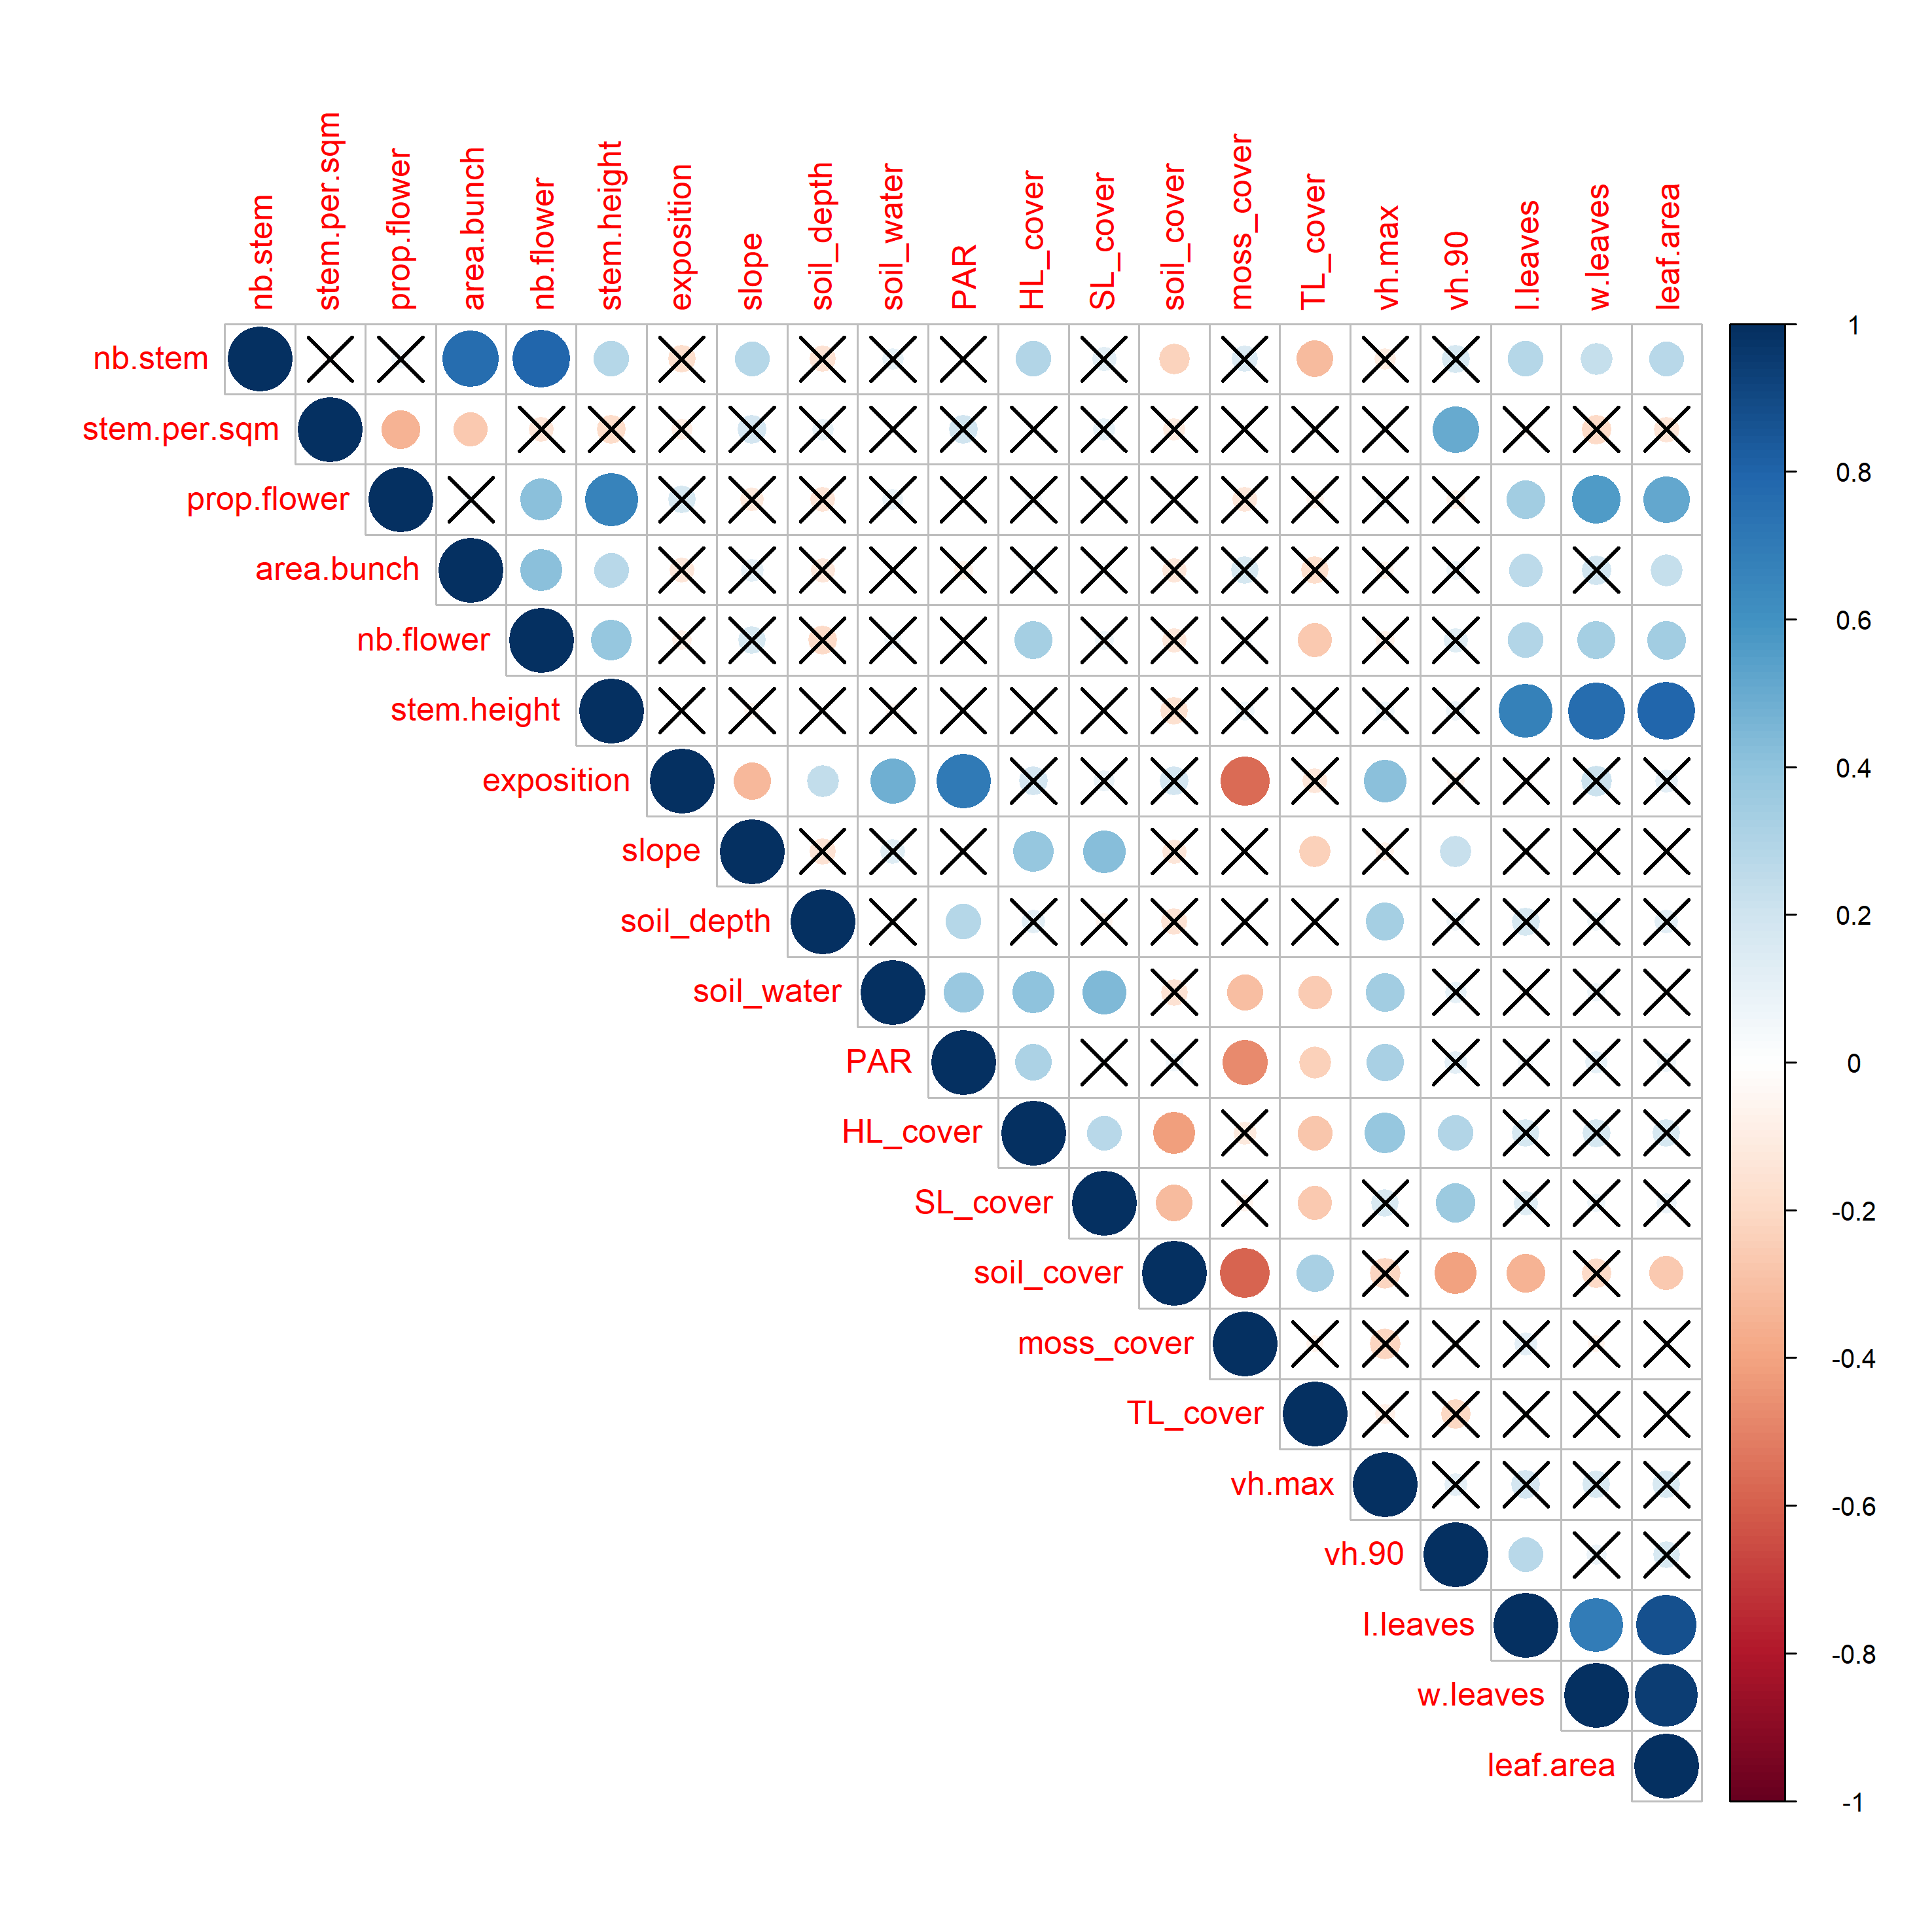 nb.stem
stem.per.sqm
prop.flower
area.bunch
nb.flower
stem.height
exposition
slope
soil_depth
soil_water
PAR
HL_cover
SL_cover
soil_cover
moss_cover
TL_cover
vh.max
vh.90
l.leaves
w.leaves
leaf.area
nb.stem
stem.per.sqm
prop.flower
area.bunch
nb.flower
stem.height
exposition
slope
soil_depth
soil_water
PAR
HL_cover
SL_cover
soil_cover
moss_cover
TL_cover
vh.max
vh.90
l.leaves
w.leaves
leaf.area
1
0.8
0.6
0.4
0.2
0
-0.2
-0.4
-0.6
-0.8
-1